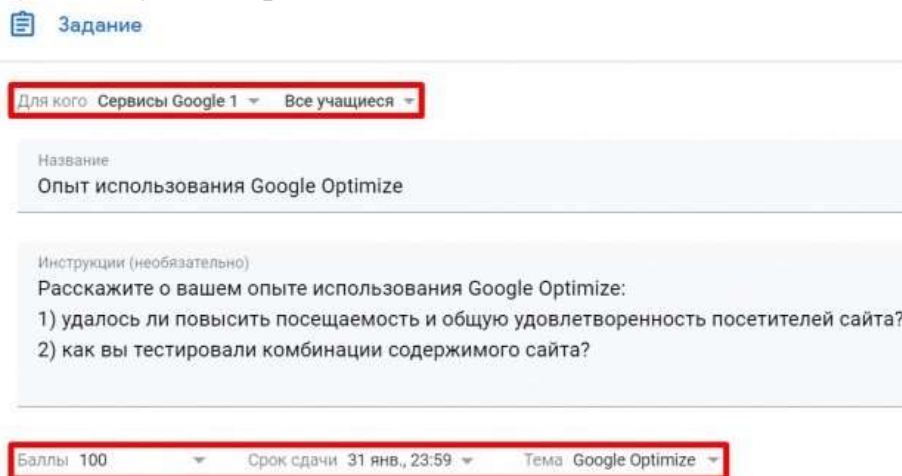 Задание
Для кого Сервисы Google 1 Все учащиеся
Название
Опыт использования Google Optimize
Инструкции (необязательно)
Расскажите о вашем опыте использования Google Optimize:
1) удалось ли повысить посещаемость и общую удовлетворенность посетителей сайта?
2) как вы тестировали комбинации содержимого сайта?
Баллы 100 Срок сдачи 31 янв., 23:59 Тема Google Optimize